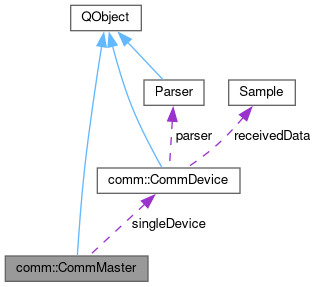 QObject
Parser
Sample
parser
receivedData
comm::CommDevice
singleDevice
comm::CommMaster